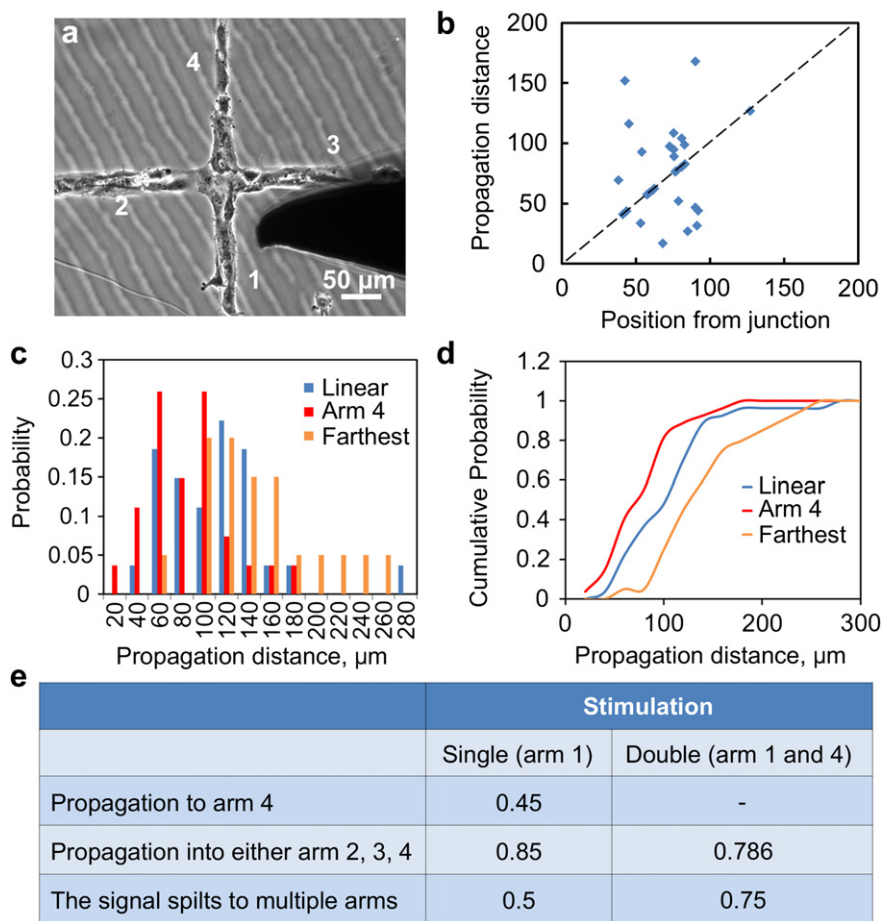 a
4
3
2
1
50 µm
b
Propagation distance
200
150
100
50
0
0 50 100 150 200
Position from junction
c
Probability
0.3
0.25
0.2
0.15
0.1
0.05
0
Linear
Arm 4
Farthest
20 40 60 80 100 120 140 160 180 200 220 240 260 280
Propagation distance, µm
d
Cumulative Probability
1.2
1
0.8
0.6
0.4
0.2
0
Linear
Arm 4
Farthest
0 100 200 300
Propagation distance, µm
e
Stimulation
Single (arm 1) Double (arm 1 and 4)
Propagation to arm 4 0.45 -
Propagation into either arm 2, 3, 4 0.85 0.786
The signal spilts to multiple arms 0.5 0.75